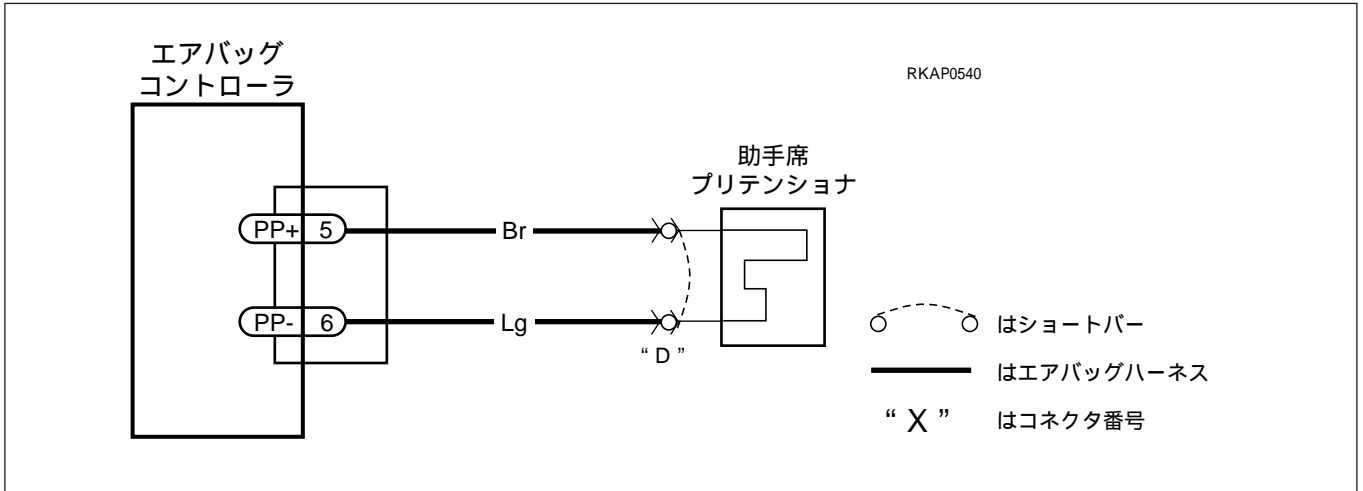 エアバッグ
コントローラ
RKAP0540
助手席
プリテンショナ
PP+ 5
Br
PP- 6
Lg
“ D ”
はショートバー
はエアバッグハーネス
“ X ” はコネクタ番号